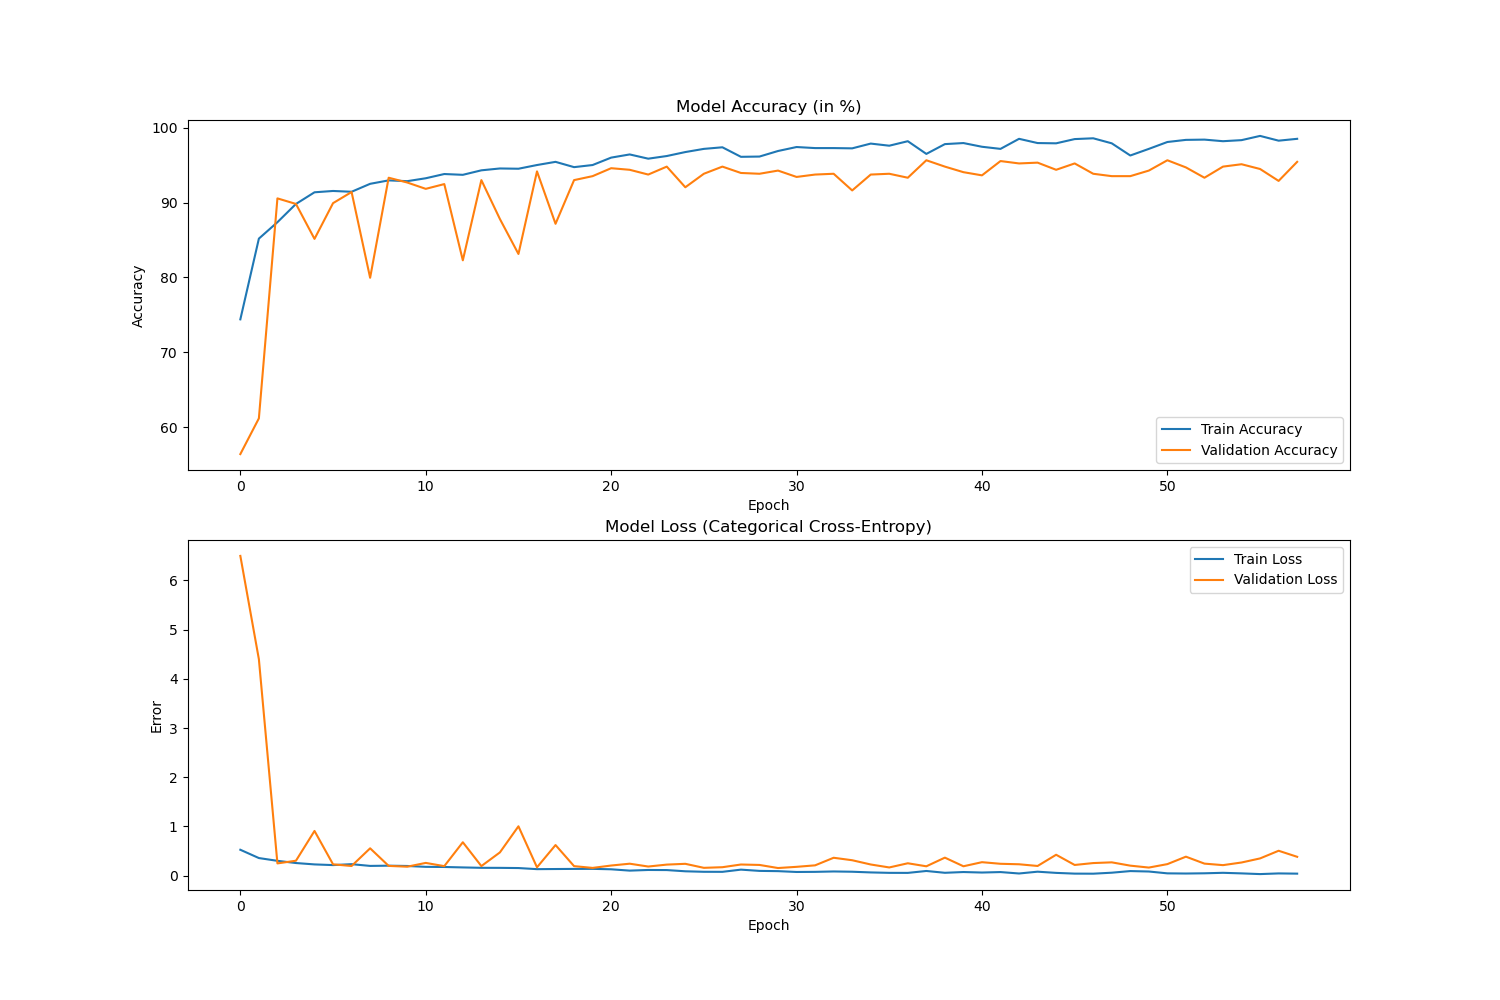 Model Accuracy (in %)
100
90
80
70
60
Accuracy
Train Accuracy
Validation Accuracy
0 10 20 30 40 50
Epoch
Model Loss (Categorical Cross-Entropy)
Train Loss
Validation Loss
6
5
4
3
2
1
0
Error
0 10 20 30 40 50
Epoch